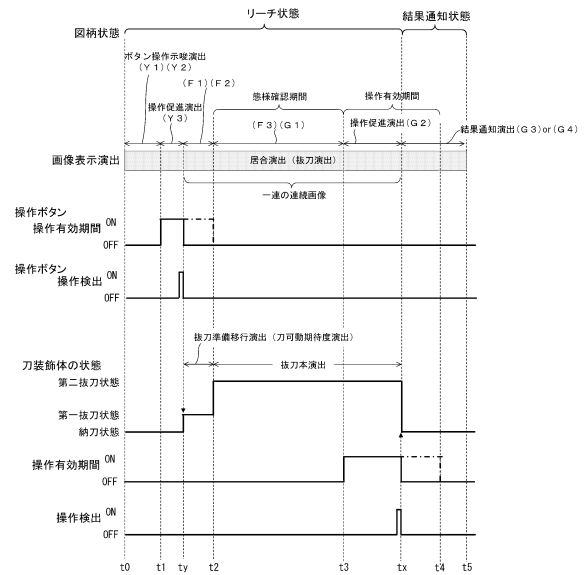 リーチ状態
結果通知状態
図柄状態
ボタン操作示唆演出
(Y1)(Y2)
(F1)(F2)
操作促進演出
(Y3)
態様確認期間
操作有効期間
(F3)(G1)
操作促進演出(G2)
結果通知演出(G3)or(G4)
画像表示演出
居合演出(抜刀演出)
一連の連続画像
操作ボタン
操作有効期間
ON
OFF
操作ボタン
操作検出
ON
OFF
抜刀準備移行演出(刀可動期待度演出)
刀装飾体の状態
抜刀本演出
第二抜刀状態
第一抜刀状態
納刀状態
操作有効期間
ON
OFF
操作検出
ON
OFF
t0 t1 ty t2 t3 tx t4 t5